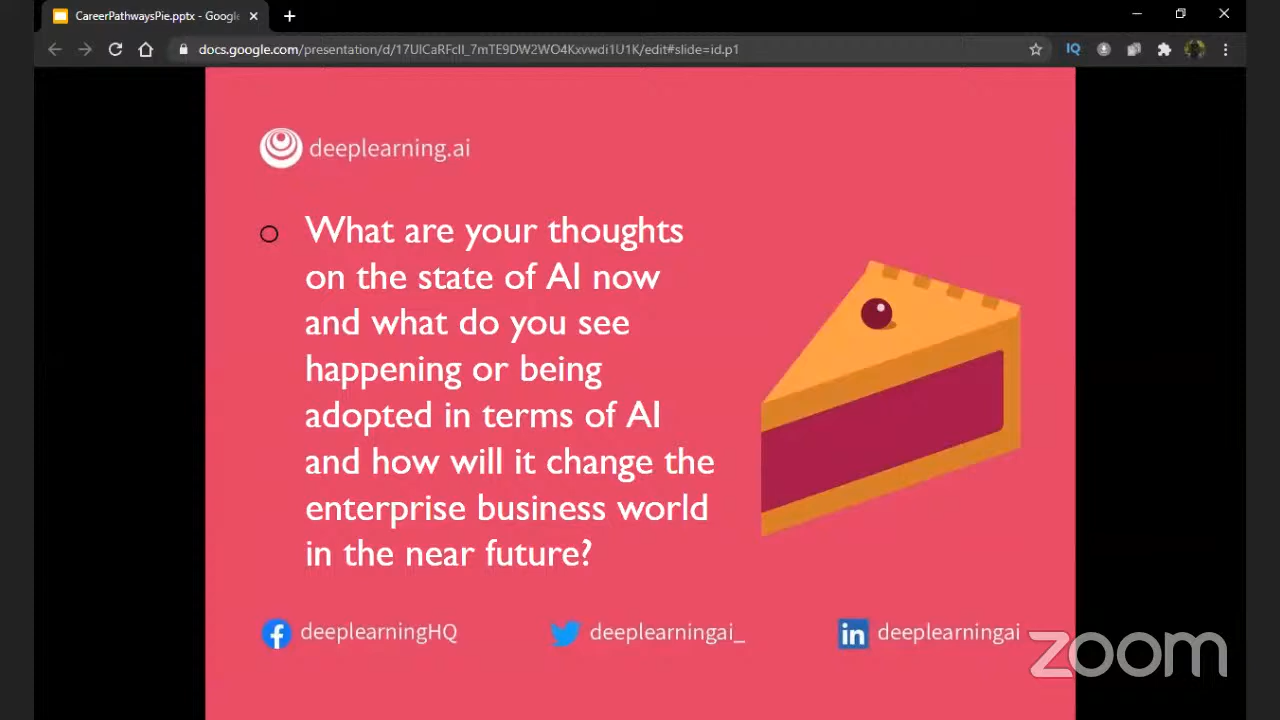 CareerPathwaysPie.pptx - Google
docs.google.com/presentation/d/17UICaRFcII_7mTE9DW2WO4Kxvwdi1U1K/edit#slide=id.p1
IQ
deeplearning.ai
What are your thoughts
on the state of AI now
and what do you see
happening or being
adopted in terms of AI
and how will it change the
enterprise business world
in the near future?
deeplearningHQ
deeplearningai_
deeplearningai
zoom